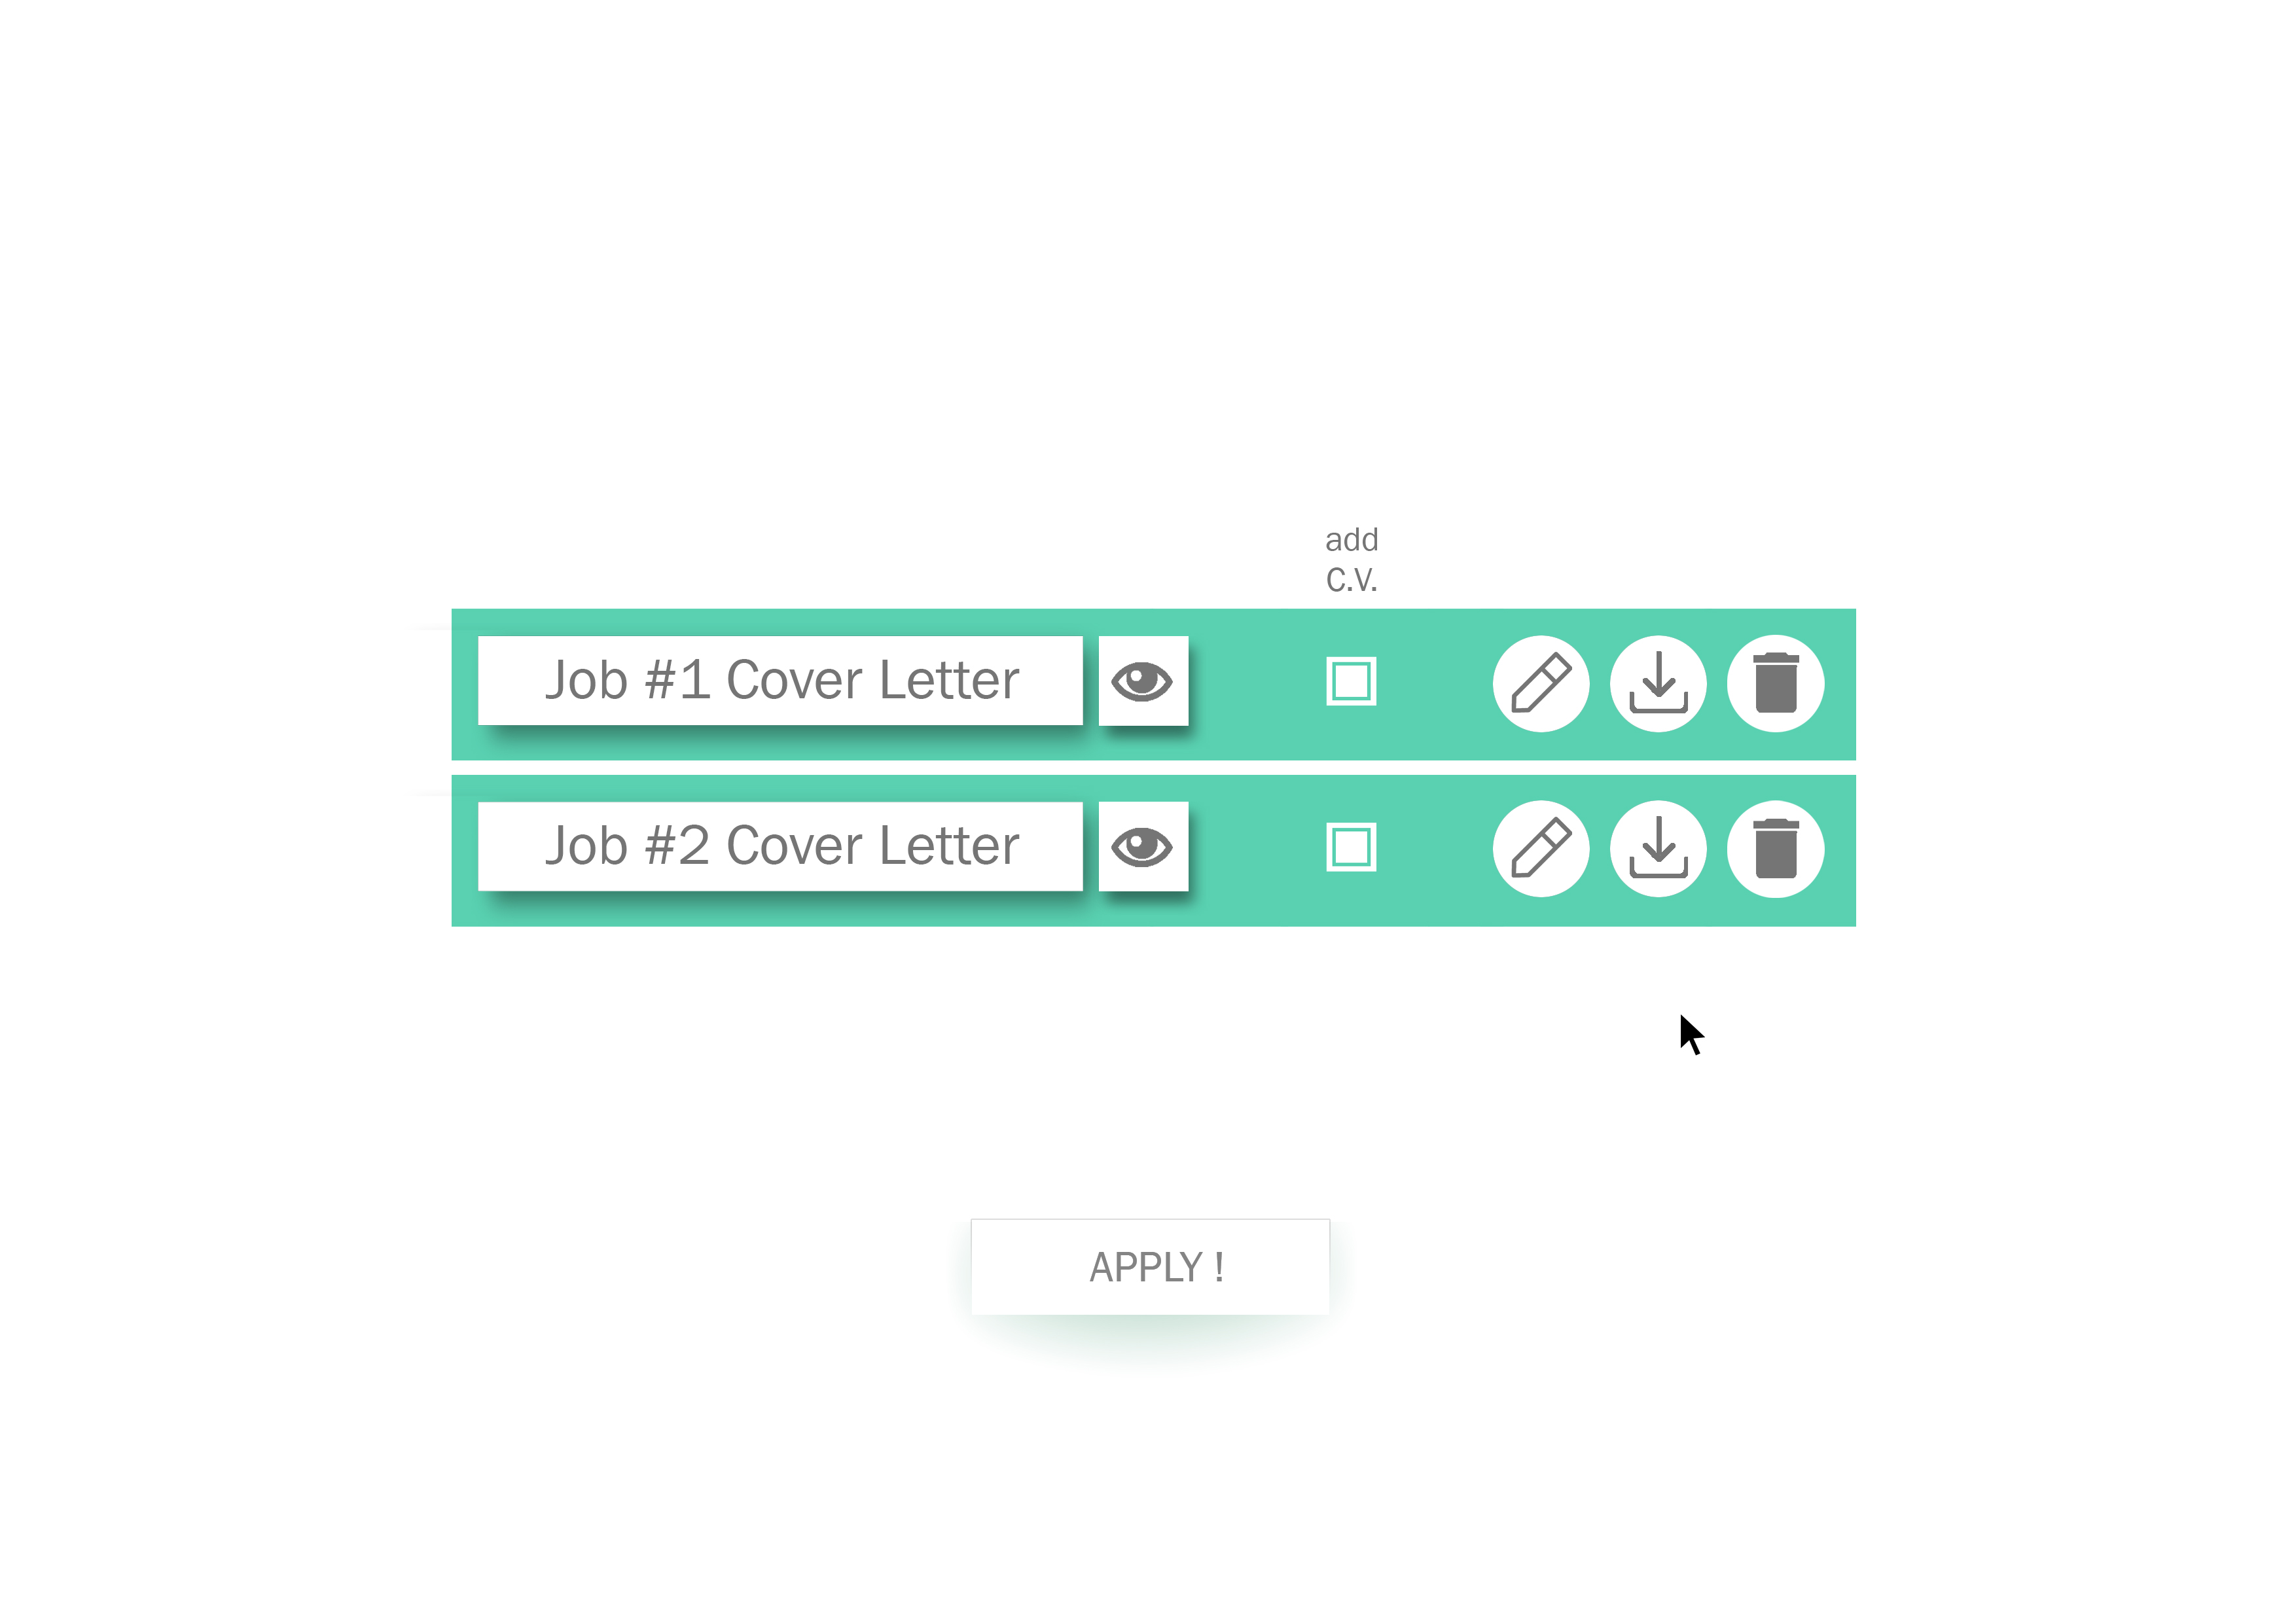 add
C.V.
Job #1 Cover Letter
Job #2 Cover Letter
APPLY !